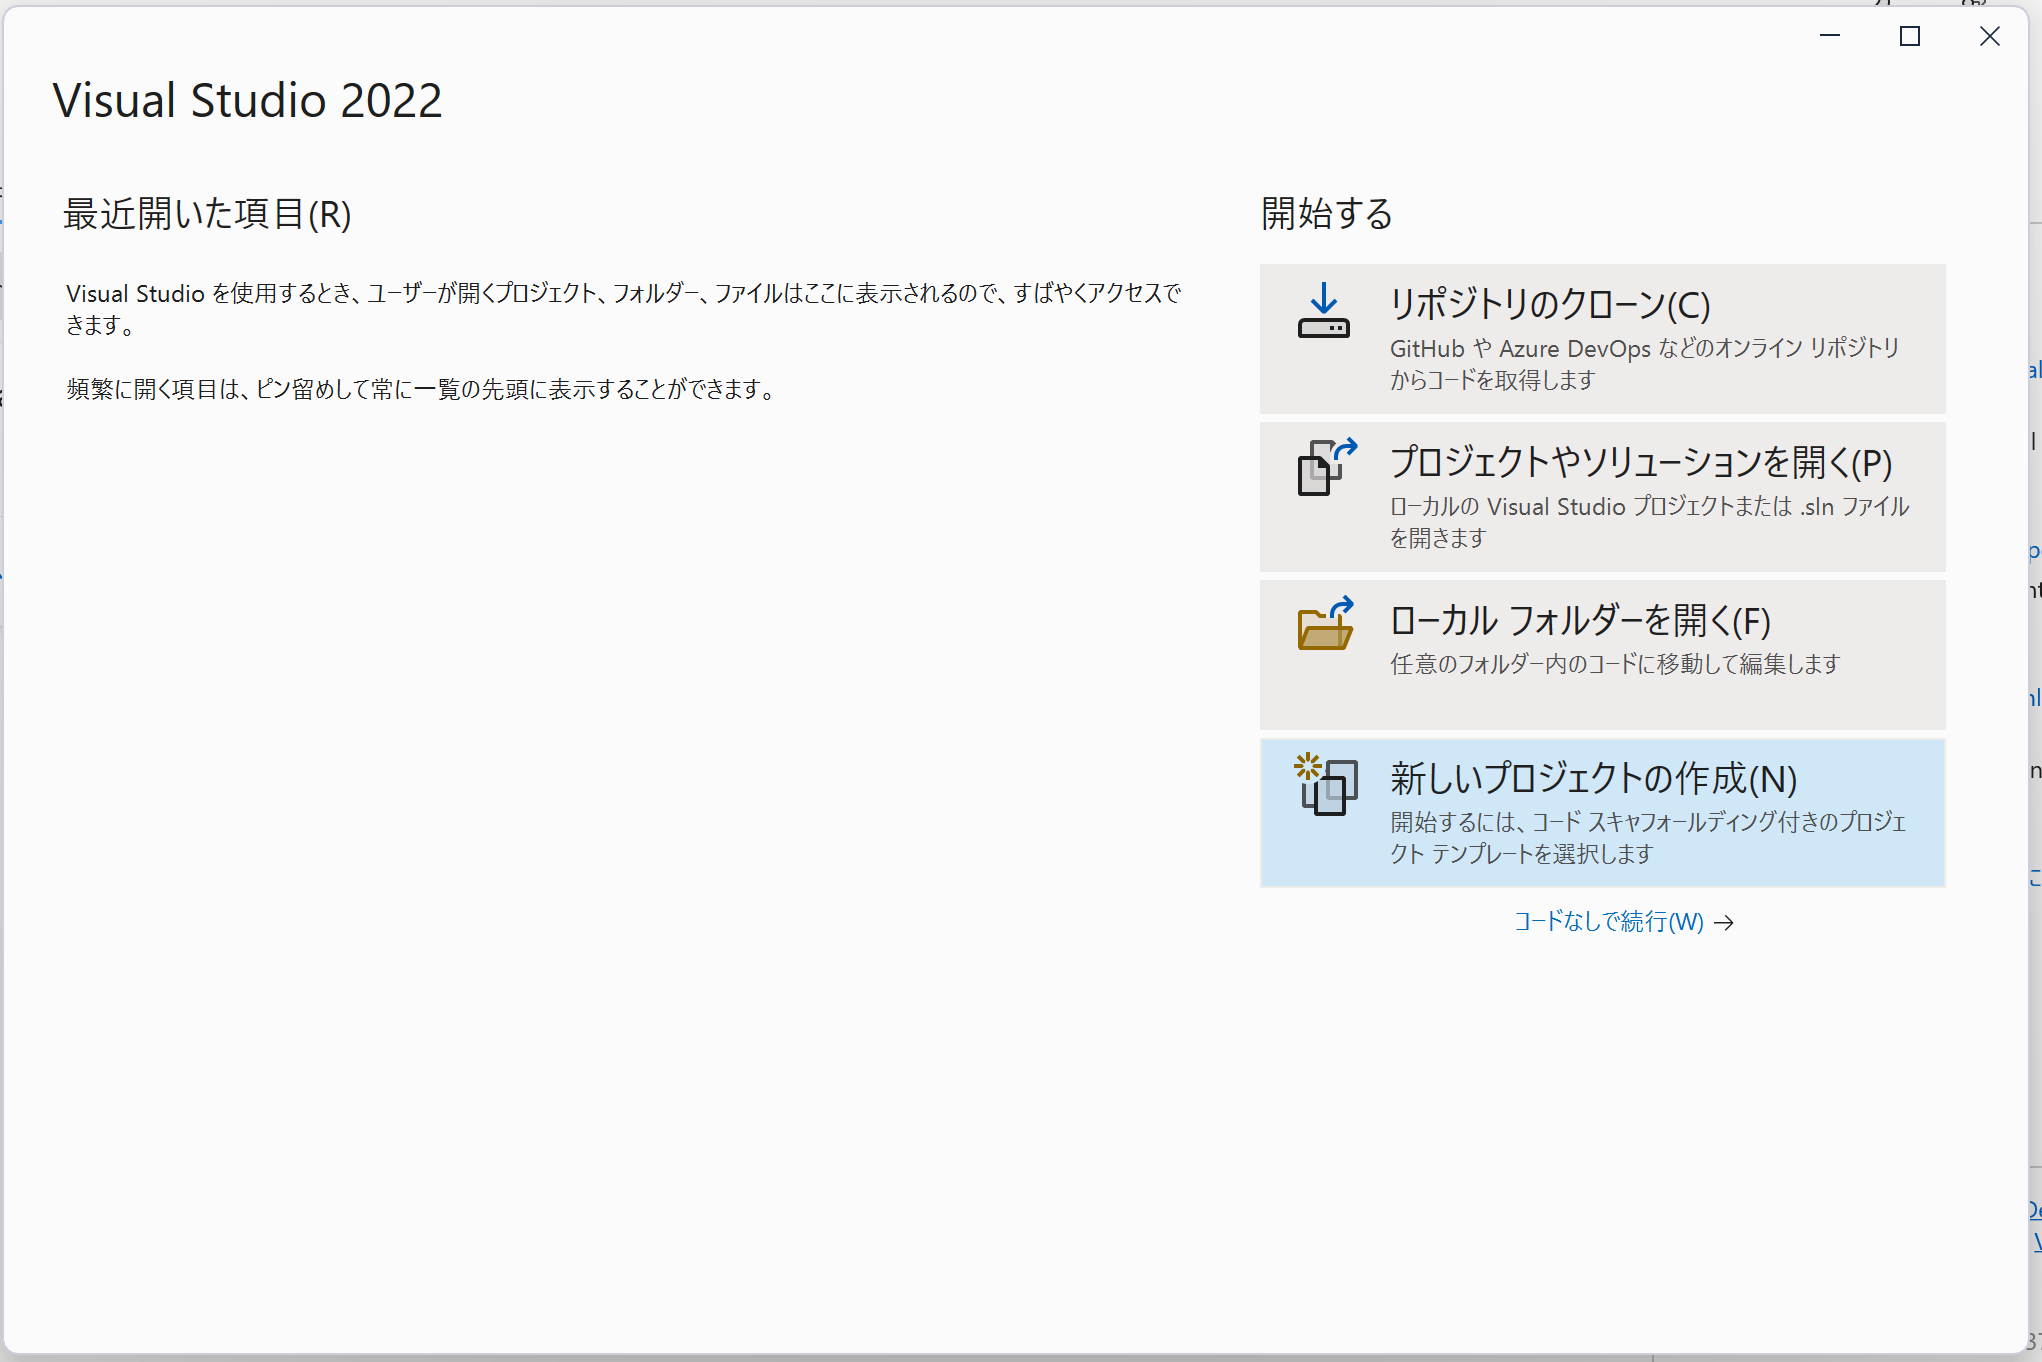 Visual Studio 2022
最近開いた項目(R)
Visual Studio を使用するとき、ユーザーが開くプロジェクト、フォルダー、ファイルはここに表示されるので、すばやくアクセスで
きます。
頻繁に開く項目は、ピン留めして常に一覧の先頭に表示することができます。
開始する
リポジトリのクローン(C)
GitHub や Azure DevOps などのオンライン リポジトリ
からコードを取得します
プロジェクトやソリューションを開く(P)
ローカルの Visual Studio プロジェクトまたは .sln ファイル
を開きます
ローカル フォルダーを開く(F)
任意のフォルダー内のコードに移動して編集します
新しいプロジェクトの作成(N)
開始するには、コード スキャフォールディング付きのプロジェ
クト テンプレートを選択します
コードなしで続行(W) →